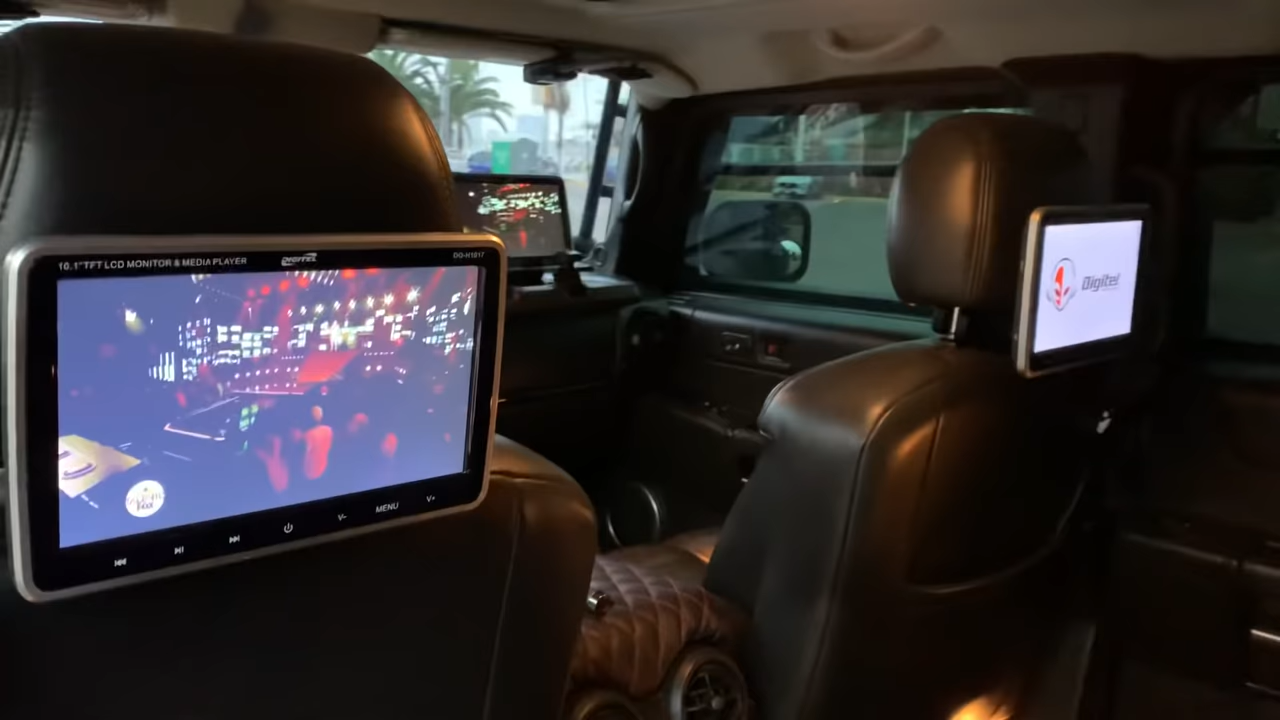 10.1" TFT LCD MONITOR & MEDIA PLAYER
DIGITEL
DG-H1017
V-
MENU
V+
Digitel